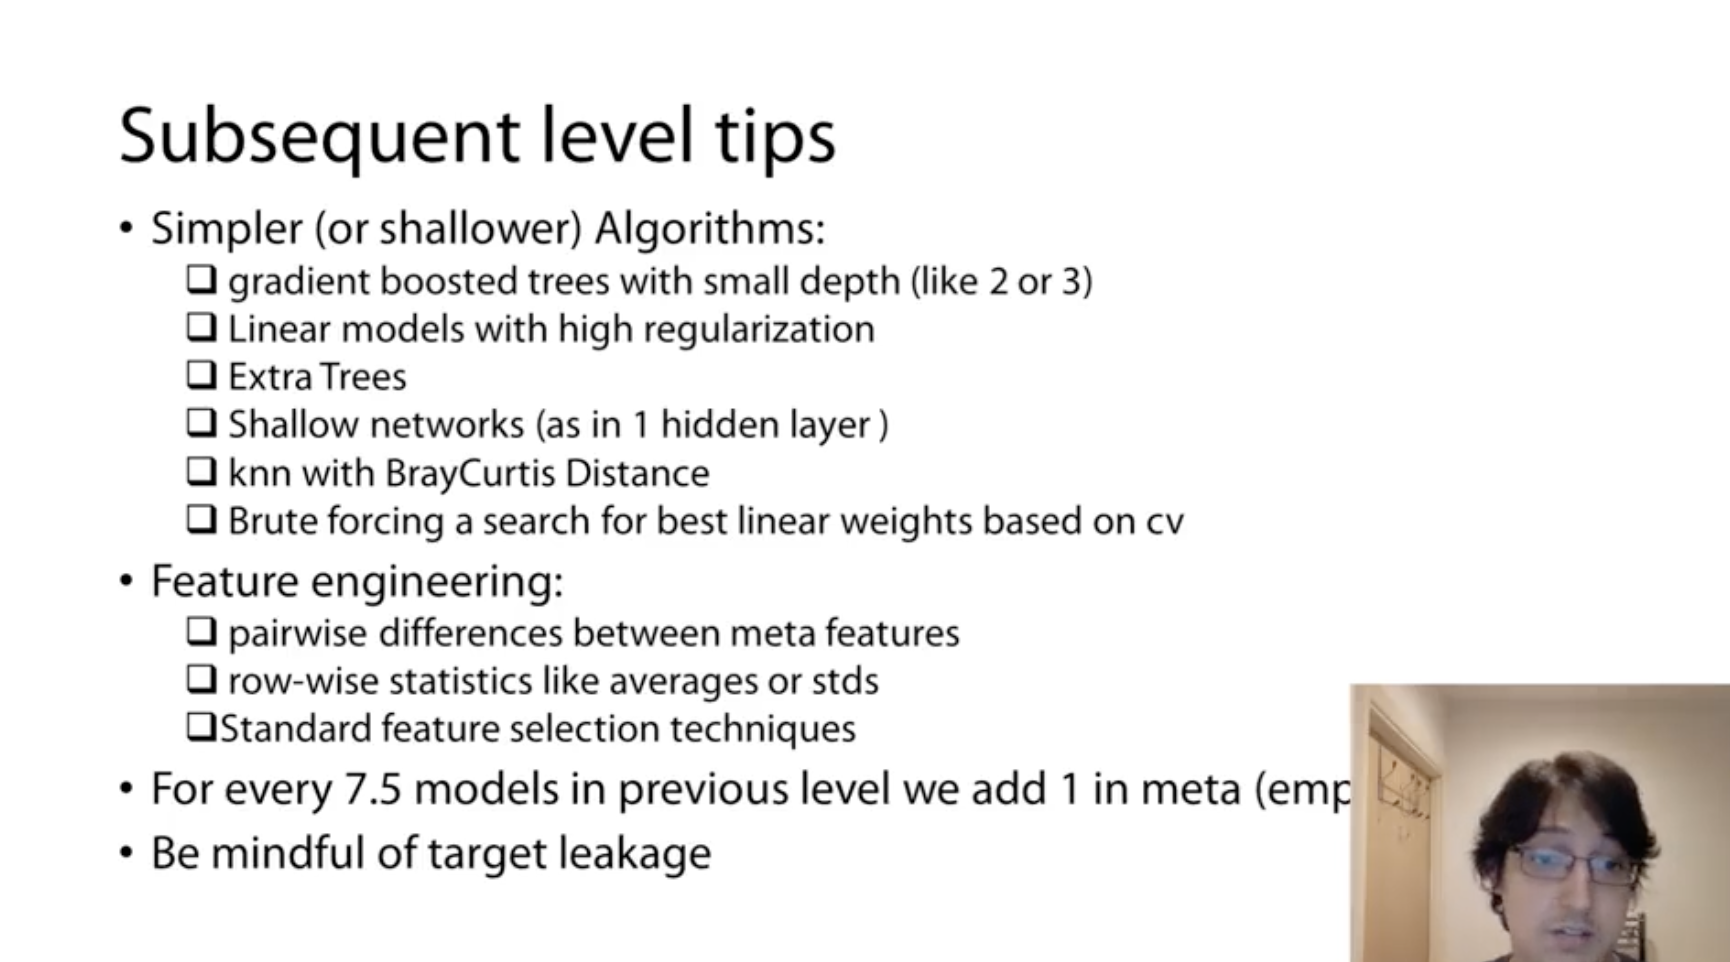 Subsequent level tips
• Simpler (or shallower) Algorithms:
❑ gradient boosted trees with small depth (like 2 or 3)
❑ Linear models with high regularization
❑ Extra Trees
❑ Shallow networks (as in 1 hidden layer )
❑ knn with BrayCurtis Distance
❑ Brute forcing a search for best linear weights based on cv
• Feature engineering:
❑ pairwise differences between meta features
❑ row-wise statistics like averages or stds
❑Standard feature selection techniques
• For every 7.5 models in previous level we add 1 in meta (emp
• Be mindful of target leakage